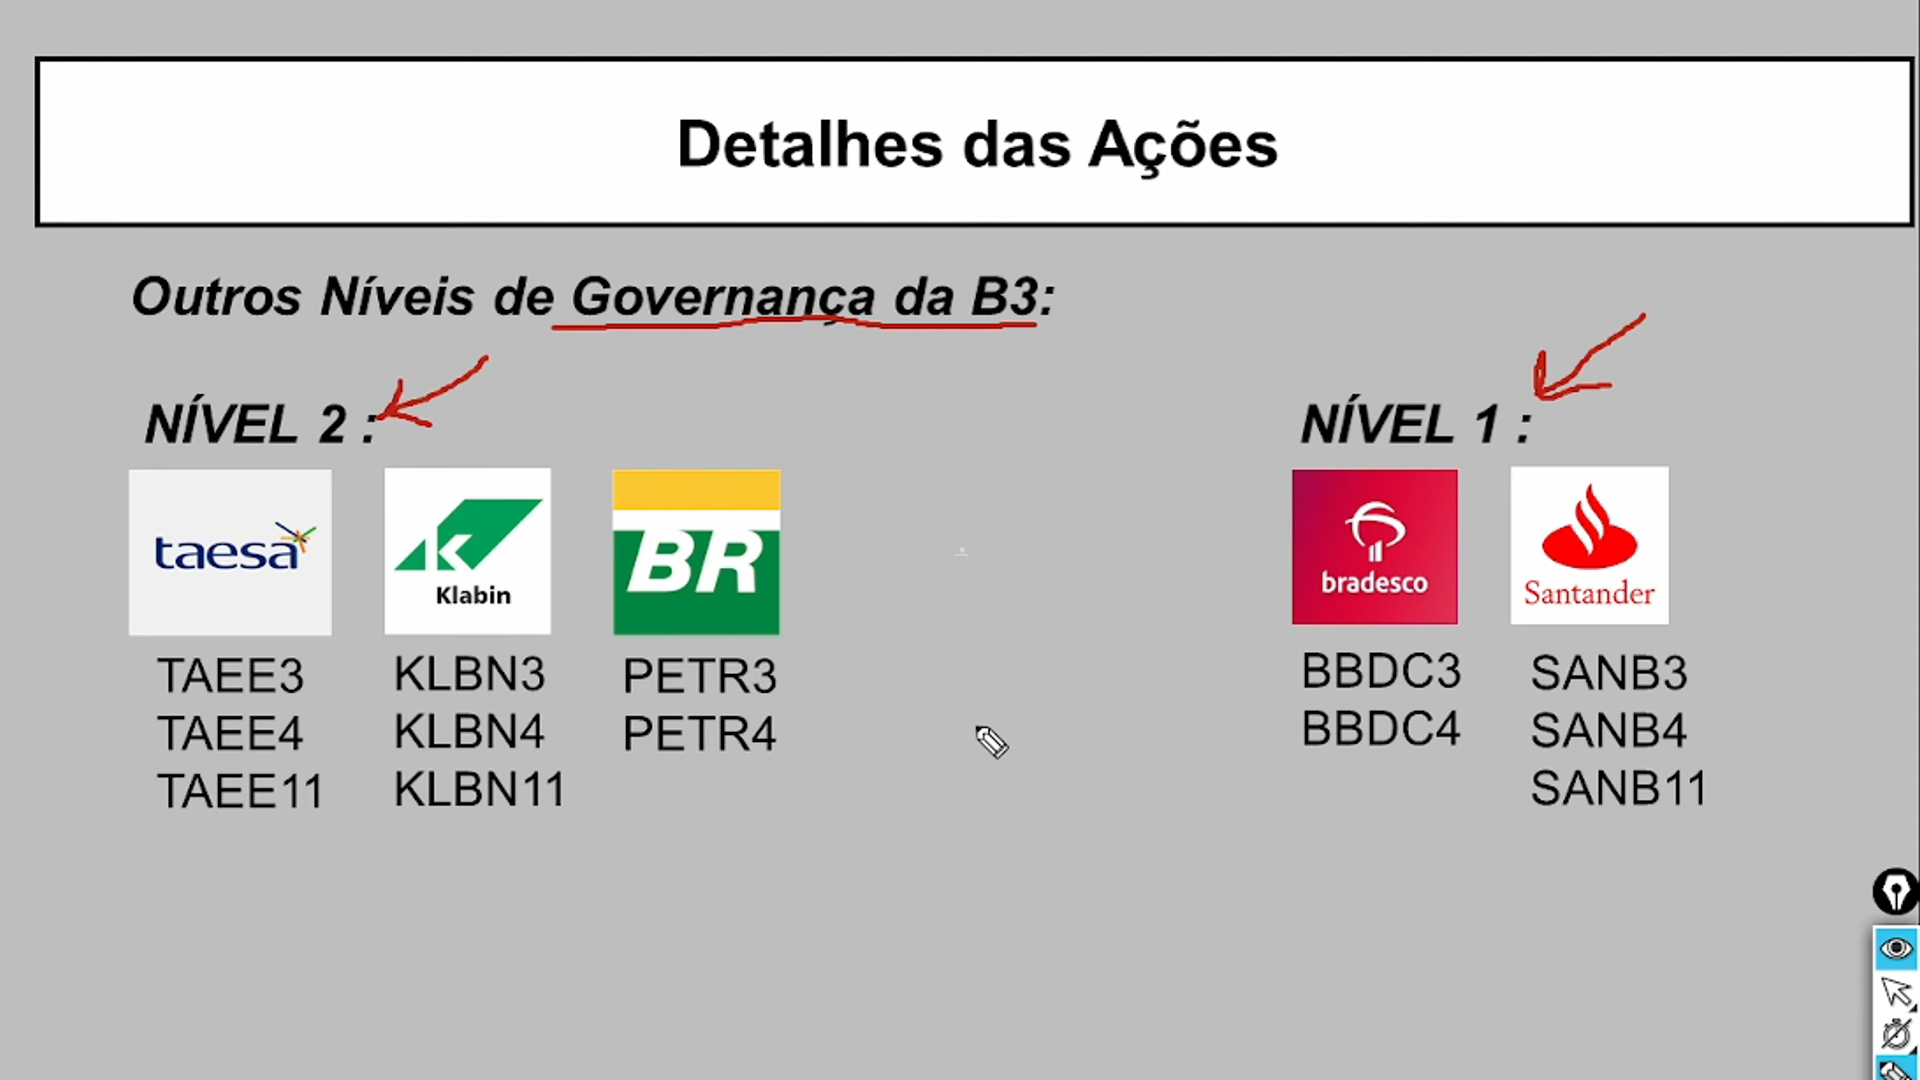 Detalhes das Ações
Outros Níveis de Governança da B3:
NÍVEL 2 :
taesa
Klabin
BR
TAEE3
TAEE4
TAEE11
KLBN3
KLBN4
KLBN11
PETR3
PETR4
NÍVEL 1 :
bradesco
Santander
BBDC3
BBDC4
SANB3
SANB4
SANB11